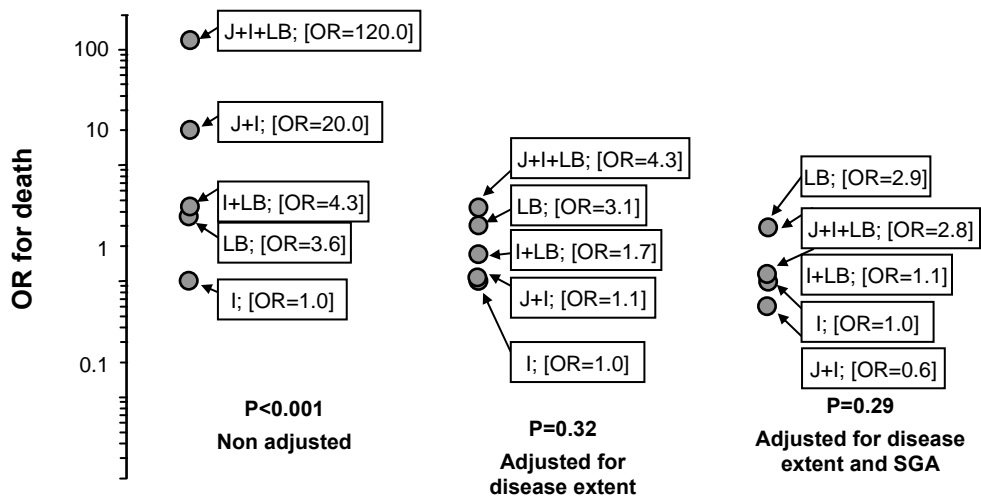 OR for death
100
10
1
0.1
J+I+LB; [OR=120.0]
J+I; [OR=20.0]
I+LB; [OR=4.3]
LB; [OR=3.6]
I; [OR=1.0]
P<0.001
Non adjusted
J+I+LB; [OR=4.3]
LB; [OR=3.1]
I+LB; [OR=1.7]
J+I; [OR=1.1]
I; [OR=1.0]
P=0.32
Adjusted for
disease extent
LB; [OR=2.9]
J+I+LB; [OR=2.8]
I+LB; [OR=1.1]
I; [OR=1.0]
J+I; [OR=0.6]
P=0.29
Adjusted for disease
extent and SGA